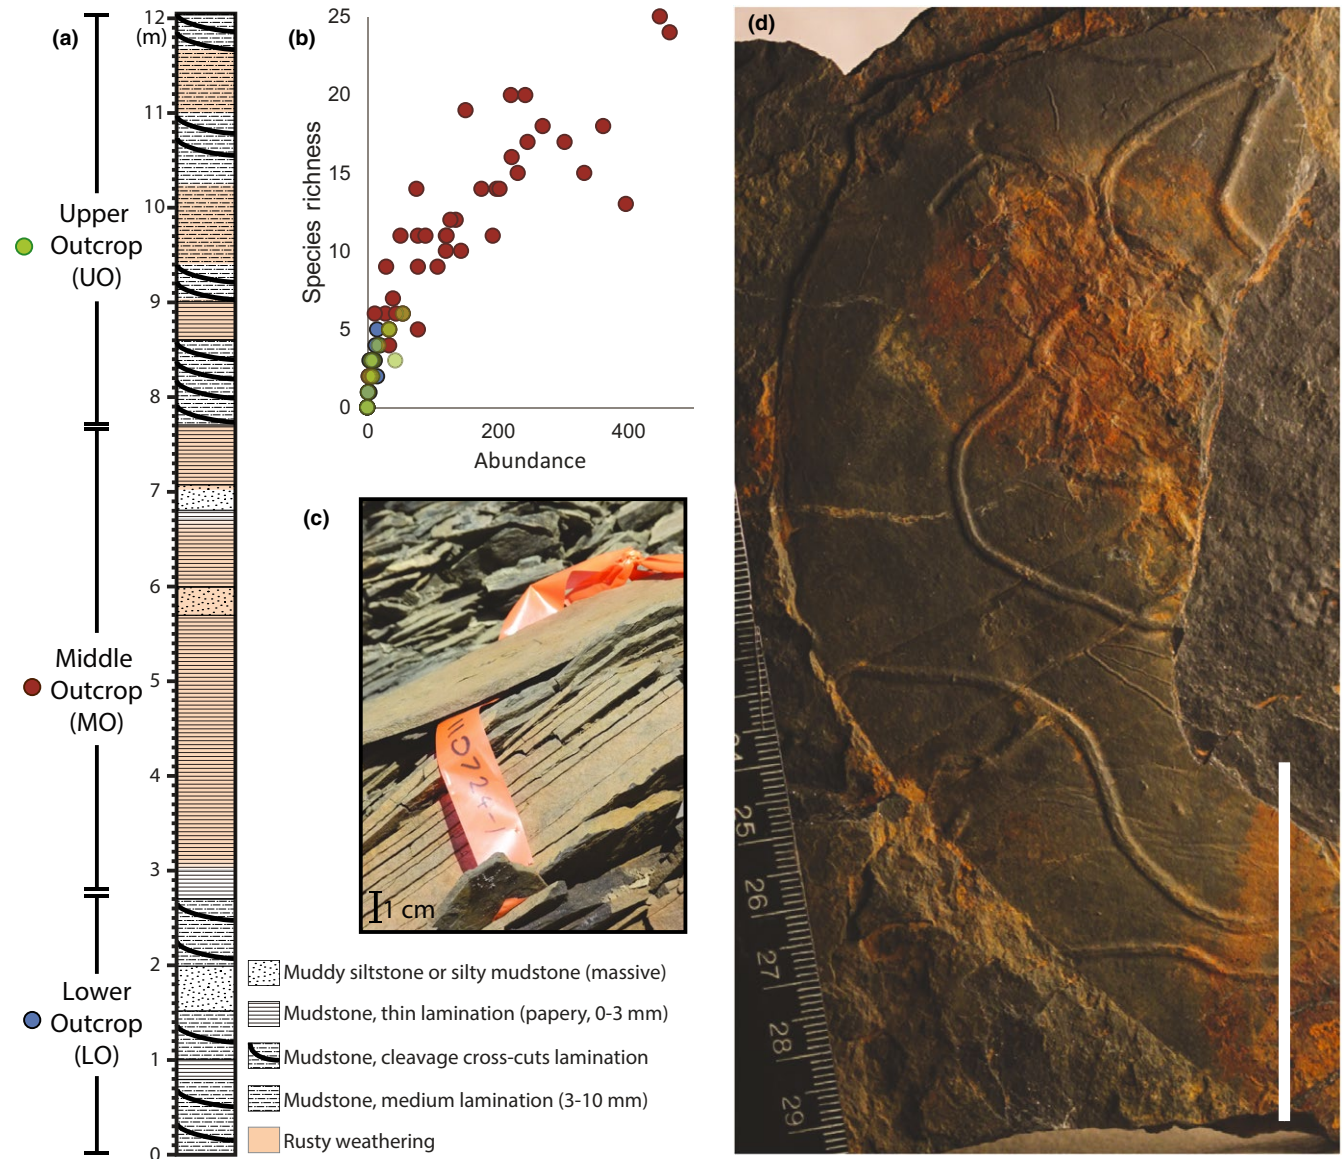 (a)
12
(m)
11
10
9
8
7
6
5
4
3
2
1
0
Upper
Outcrop
(UO)
Middle
Outcrop
(MO)
Lower
Outcrop
(LO)
(b)
Species richness
25
20
15
10
5
0
0 200 400
Abundance
(c)
110724-1
1 cm
Muddy siltstone or silty mudstone (massive)
Mudstone, thin lamination (papery, 0-3 mm)
Mudstone, cleavage cross-cuts lamination
Mudstone, medium lamination (3-10 mm)
Rusty weathering
(d)
25
26
27
28
29